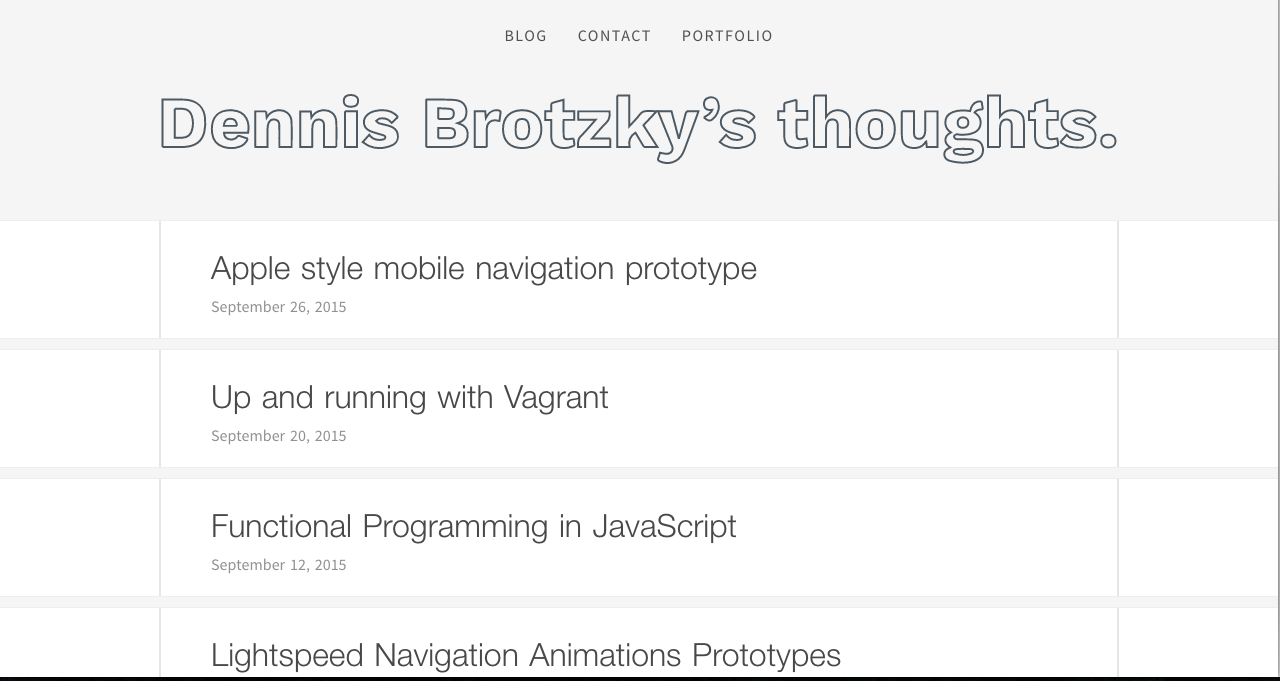 BLOG CONTACT PORTFOLIO
Dennis Brotzky’s thoughts.
Apple style mobile navigation prototype
September 26, 2015
Up and running with Vagrant
September 20, 2015
Functional Programming in JavaScript
September 12, 2015
Lightspeed Navigation Animations Prototypes